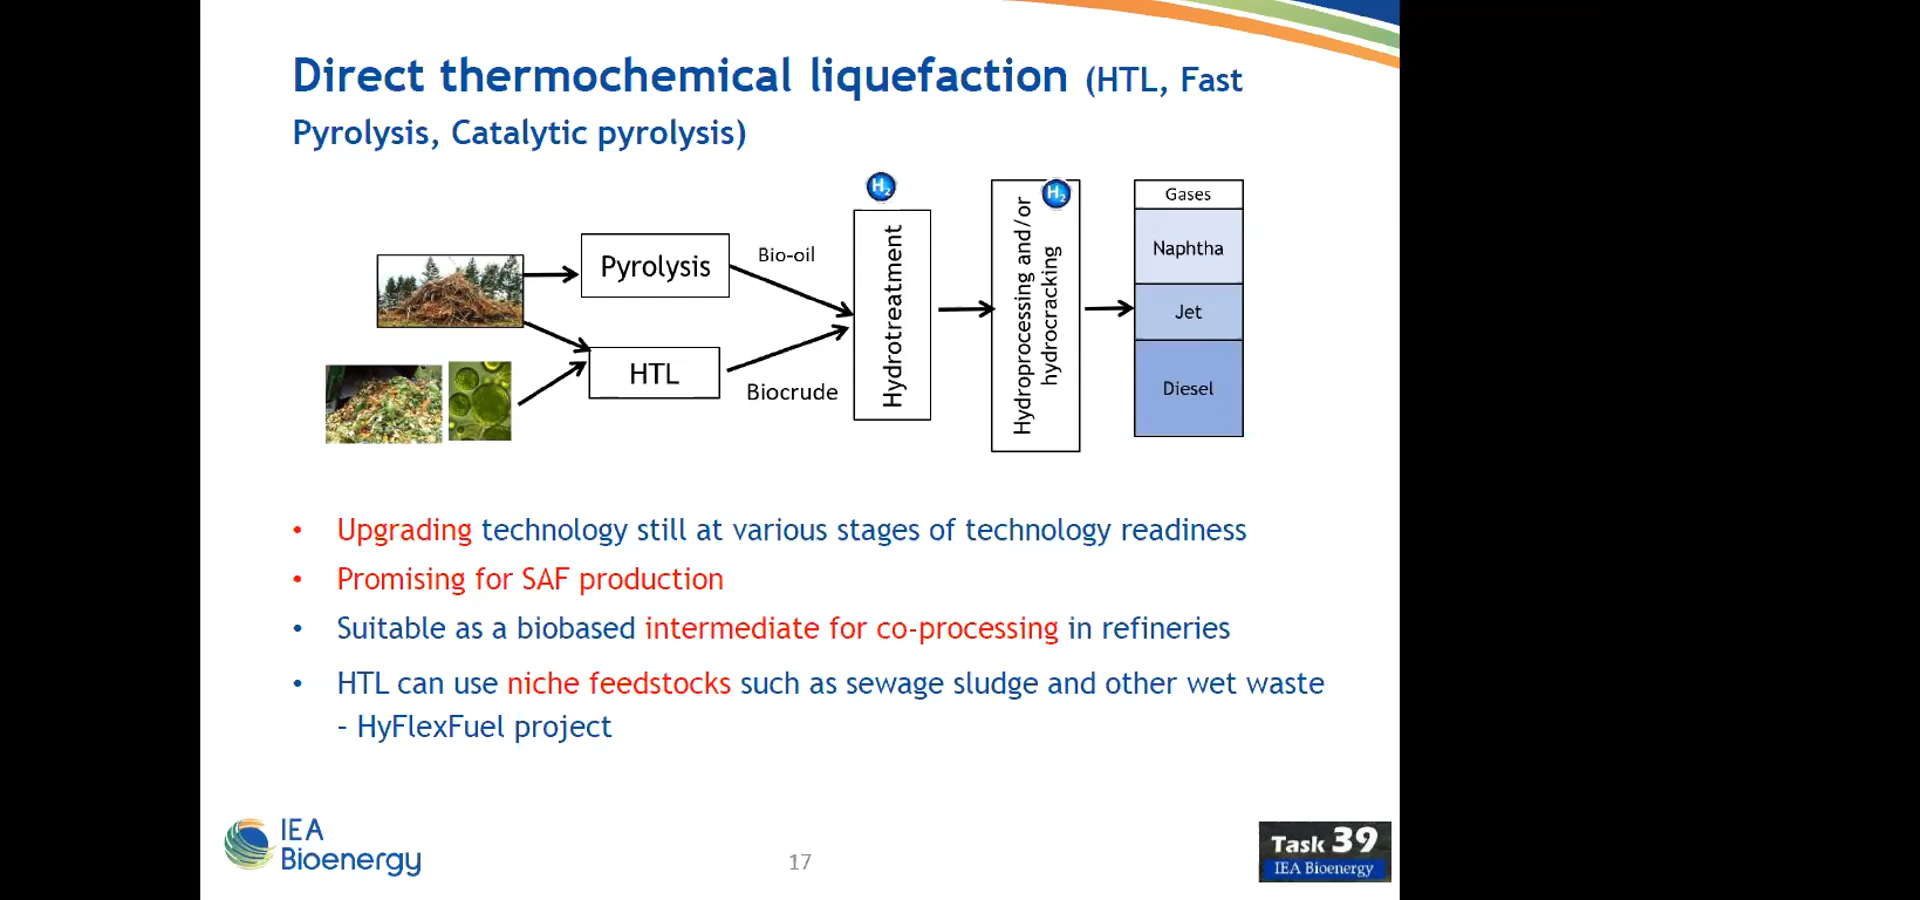 Direct thermochemical liquefaction (HTL, Fast
Pyrolysis, Catalytic pyrolysis)
H2
H2
Gases
Naphtha
Jet
Diesel
Pyrolysis
Bio-oil
HTL
Biocrude
Hydrotreatment
Hydroprocessing and/or
hydrocracking
• Upgrading technology still at various stages of technology readiness
• Promising for SAF production
• Suitable as a biobased intermediate for co-processing in refineries
• HTL can use niche feedstocks such as sewage sludge and other wet waste
– HyFlexFuel project
IEA
Bioenergy
17
Task 39
IEA Bioenergy